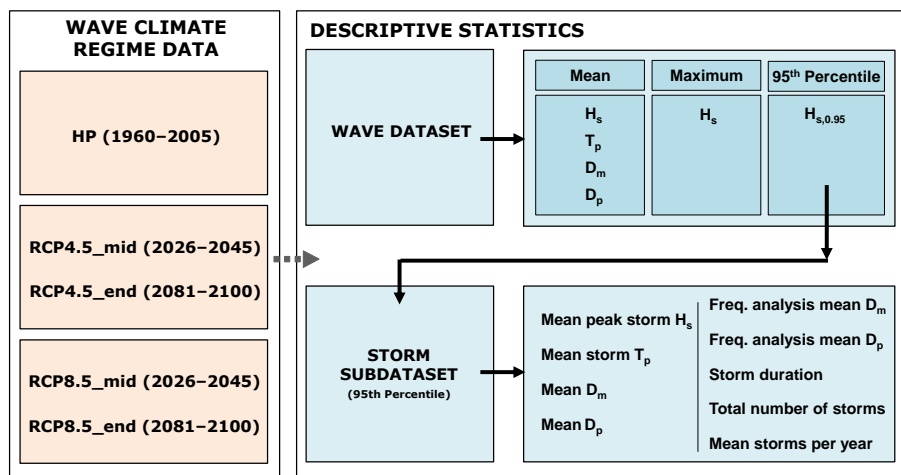 WAVE CLIMATE
REGIME DATA
HP (1960–2005)
RCP4.5_mid (2026–2045)
RCP4.5_end (2081–2100)
RCP8.5_mid (2026–2045)
RCP8.5_end (2081–2100)
DESCRIPTIVE STATISTICS
WAVE DATASET
Mean
Hs
Tp
Dm
Dp
Maximum
Hs
95th Percentile
Hs,0.95
STORM
SUBDATASET
(95th Percentile)
Mean peak storm Hs
Mean storm Tp
Mean Dm
Mean Dp
Freq. analysis mean Dm
Freq. analysis mean Dp
Storm duration
Total number of storms
Mean storms per year